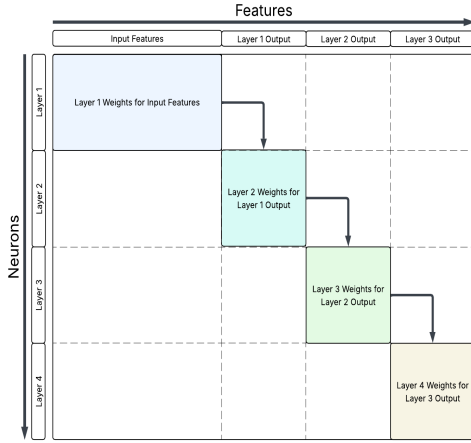 Features
Input Features
Layer 1 Output
Layer 2 Output
Layer 3 Output
Neurons
Layer 1
Layer 2
Layer 3
Layer 4
Layer 1 Weights for Input Features
Layer 2 Weights for
Layer 1 Output
Layer 3 Weights for
Layer 2 Output
Layer 4 Weights for
Layer 3 Output